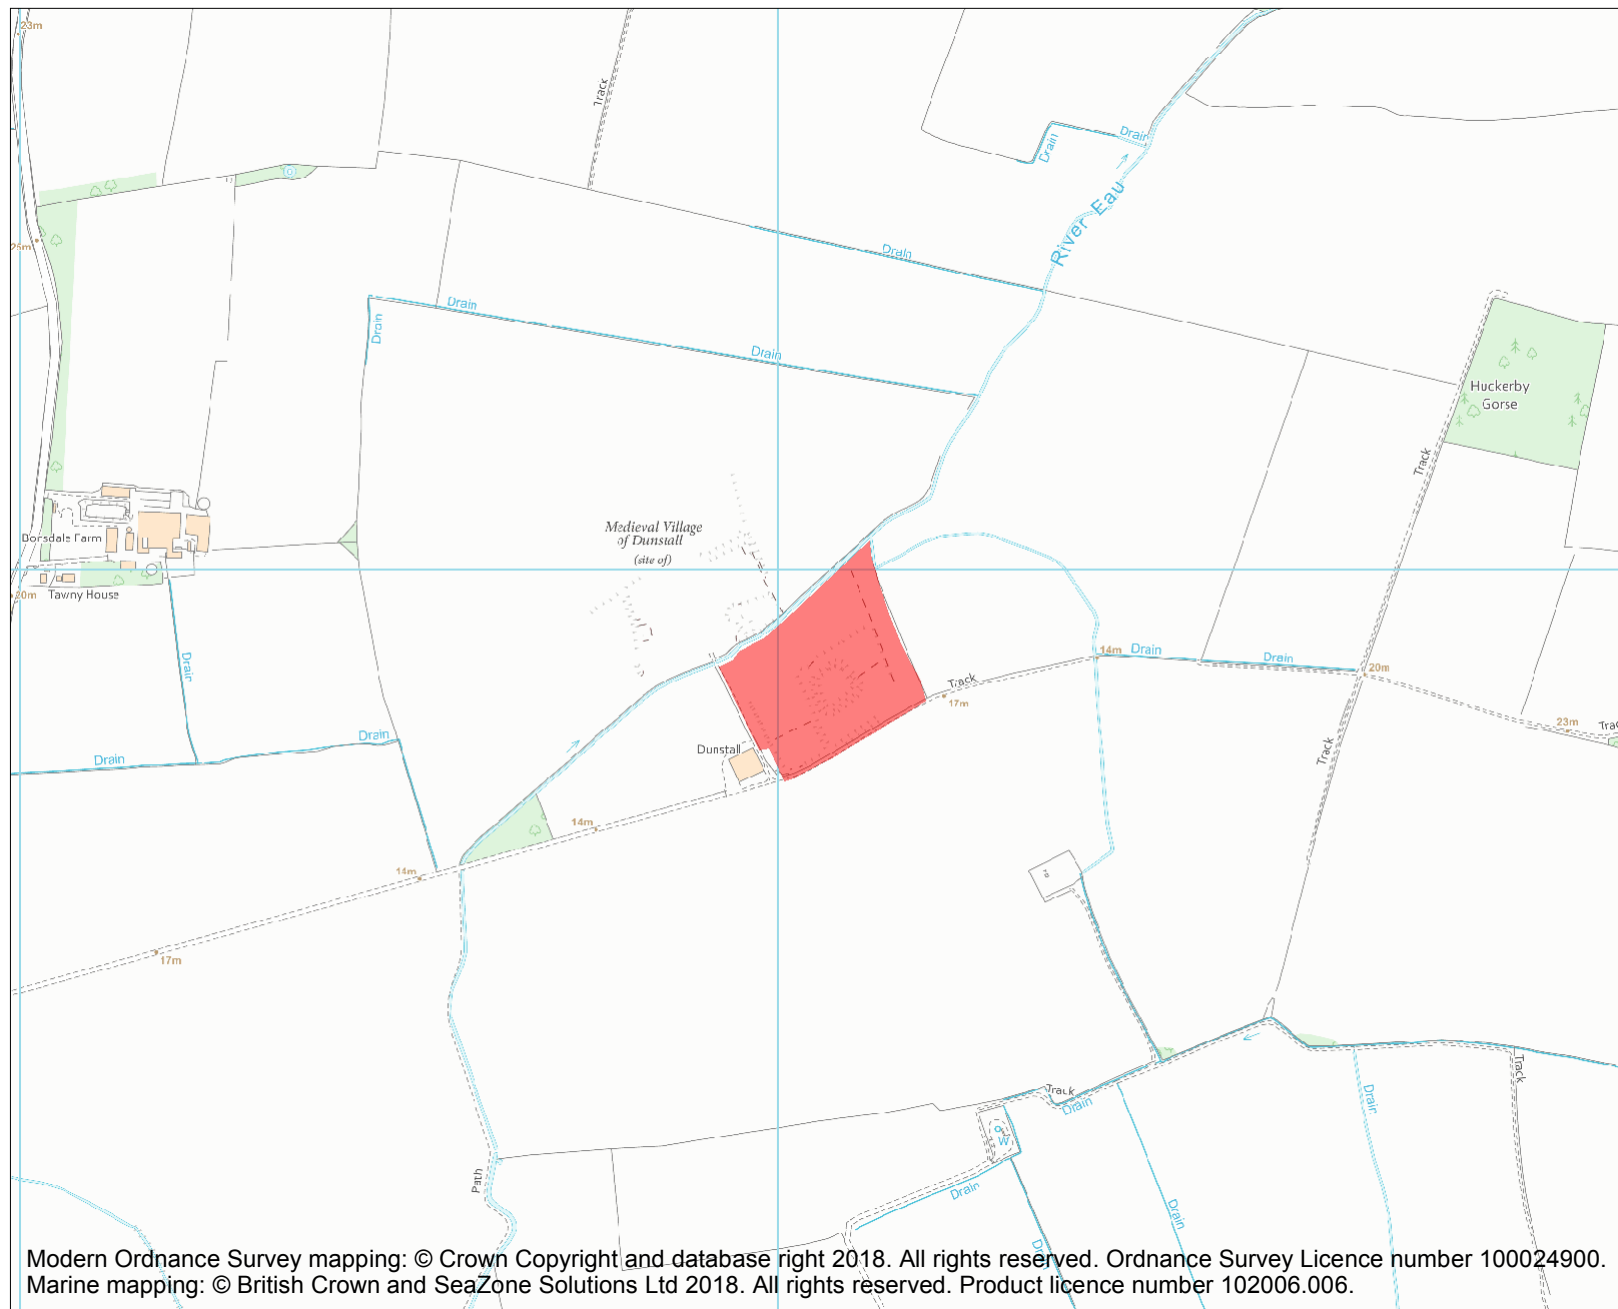 23m
Track
Drain
Drain
River Eau
25m
Drain
Drain
Drain
Drain
Huckerby
Gorse
Track
Medieval Village
of Dunstall
(site of)
Farm
20m
Tawny House
Drain
14m
Drain
Drain
20m
Track
17m
23m
Track
Drain
Drain
Dunstall
14m
14m
17m
Track
Drain
W
Drain
Path
Drain
Drain
Drain
Track
Modern Ordnance Survey mapping: © Crown Copyright and database right 2018. All rights reserved. Ordnance Survey Licence number 100024900.
Marine mapping: © British Crown and SeaZone Solutions Ltd 2018. All rights reserved. Product licence number 102006.006.